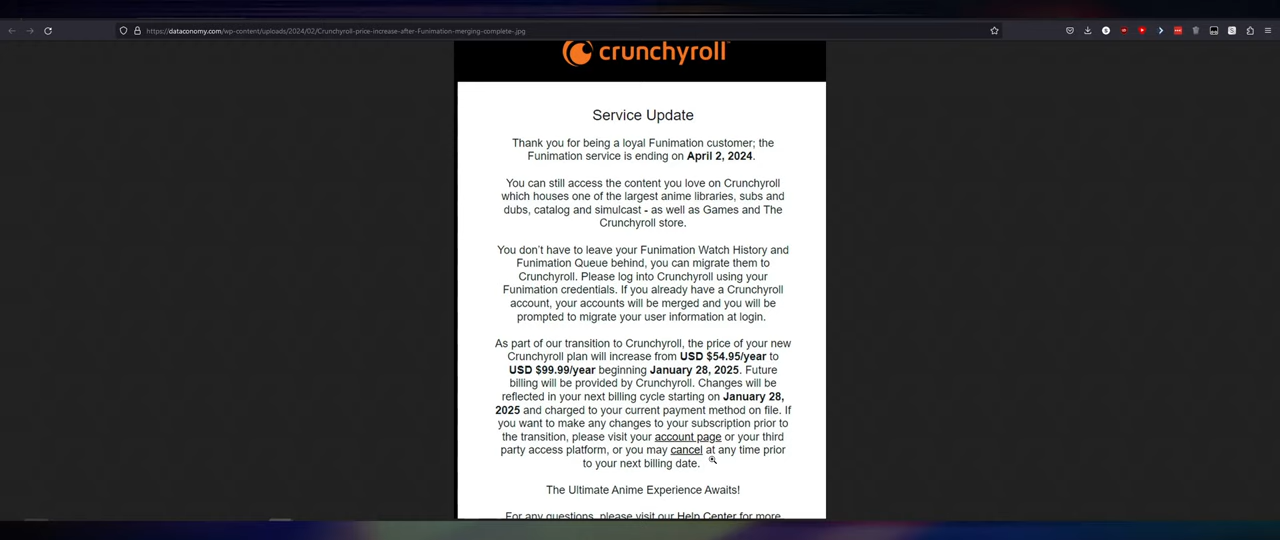 https://dataconomy.com/wp-content/uploads/2024/02/Crunchyroll-price-increase-after-Funimation-merging-complete-.jpg
crunchyroll
Service Update
Thank you for being a loyal Funimation customer; the
Funimation service is ending on April 2, 2024.
You can still access the content you love on Crunchyroll
which houses one of the largest anime libraries, subs and
dubs, catalog and simulcast - as well as Games and The
Crunchyroll store.
You don’t have to leave your Funimation Watch History and
Funimation Queue behind, you can migrate them to
Crunchyroll. Please log into Crunchyroll using your
Funimation credentials. If you already have a Crunchyroll
account, your accounts will be merged and you will be
prompted to migrate your user information at login.
As part of our transition to Crunchyroll, the price of your new
Crunchyroll plan will increase from USD $54.95/year to
USD $99.99/year beginning January 28, 2025. Future
billing will be provided by Crunchyroll. Changes will be
reflected in your next billing cycle starting on January 28,
2025 and charged to your current payment method on file. If
you want to make any changes to your subscription prior to
the transition, please visit your account page or your third
party access platform, or you may cancel at any time prior
to your next billing date.
The Ultimate Anime Experience Awaits!
For any questions, please visit our Help Center for more